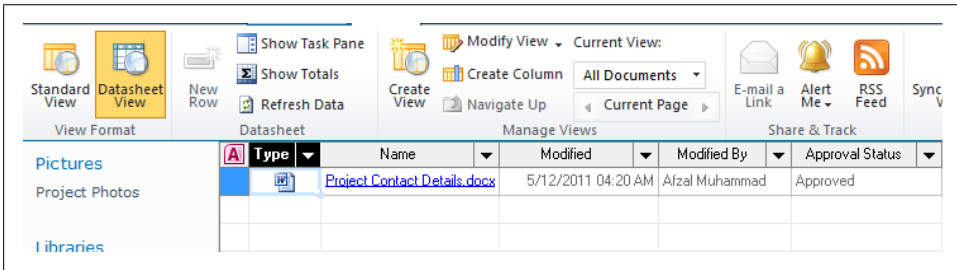 Standard View
Datasheet View
View Format
New Row
Show Task Pane
Show Totals
Refresh Data
Datasheet
Create View
Modify View
Create Column
Navigate Up
Current View:
All Documents
Current Page
Manage Views
E-mail a Link
Alert Me
RSS Feed
Share & Track
Pictures
Project Photos
Libraries
A Type Name Modified Modified By Approval Status
Project Contact Details.docx 5/12/2011 04:20 AM Afzal Muhammad Approved